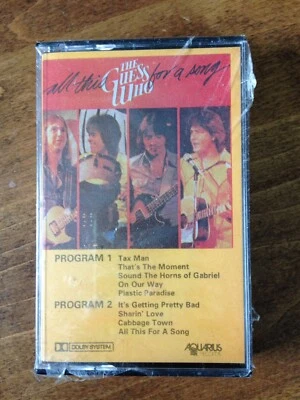 all this for a song
THE
GUESS
WHO
PROGRAM 1 Tax Man
That's The Moment
Sound The Horns of Gabriel
On Our Way
Plastic Paradise
PROGRAM 2 It's Getting Pretty Bad
Sharin' Love
Cabbage Town
All This For A Song
DOLBY SYSTEM
AQUARIUS